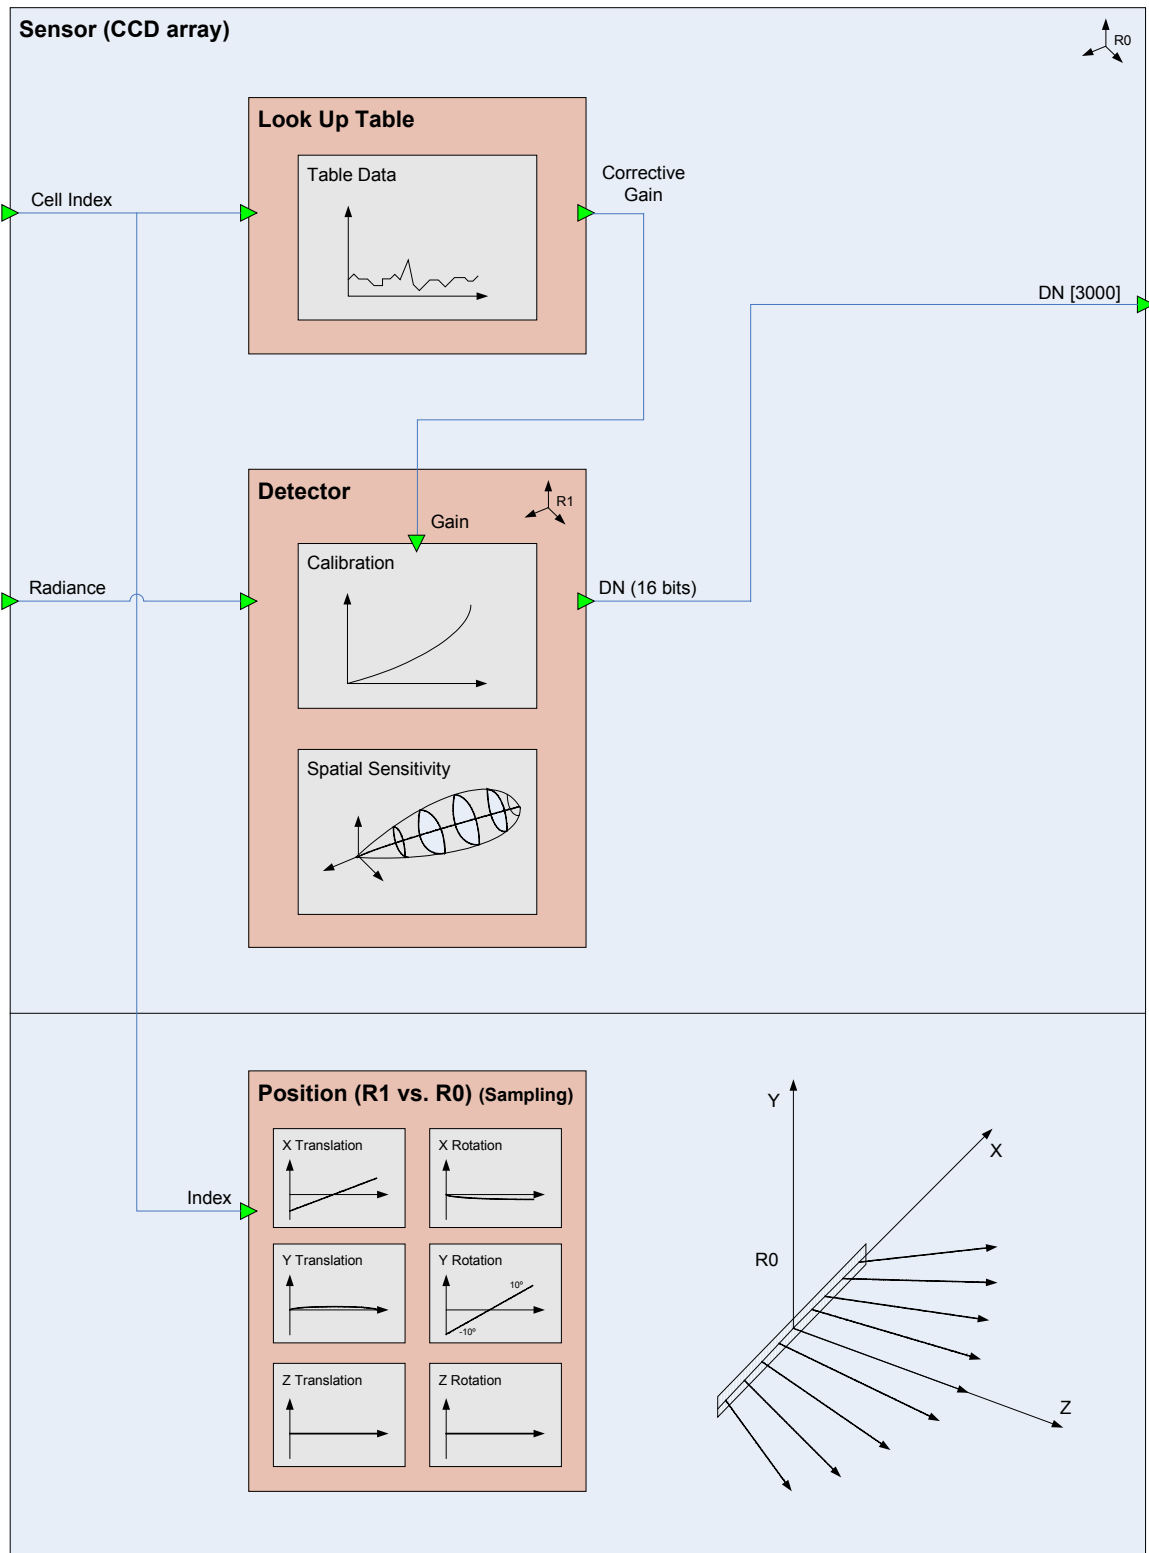 Sensor (CCD array)
R0
Look Up Table
Table Data
Corrective
Gain
Cell Index
DN [3000]
Detector
R1
Gain
Calibration
Radiance
DN (16 bits)
Spatial Sensitivity
Position (R1 vs. R0) (Sampling)
X Translation
X Rotation
Index
Y Translation
Y Rotation
10º
-10º
Z Translation
Z Rotation
Y
X
R0
Z